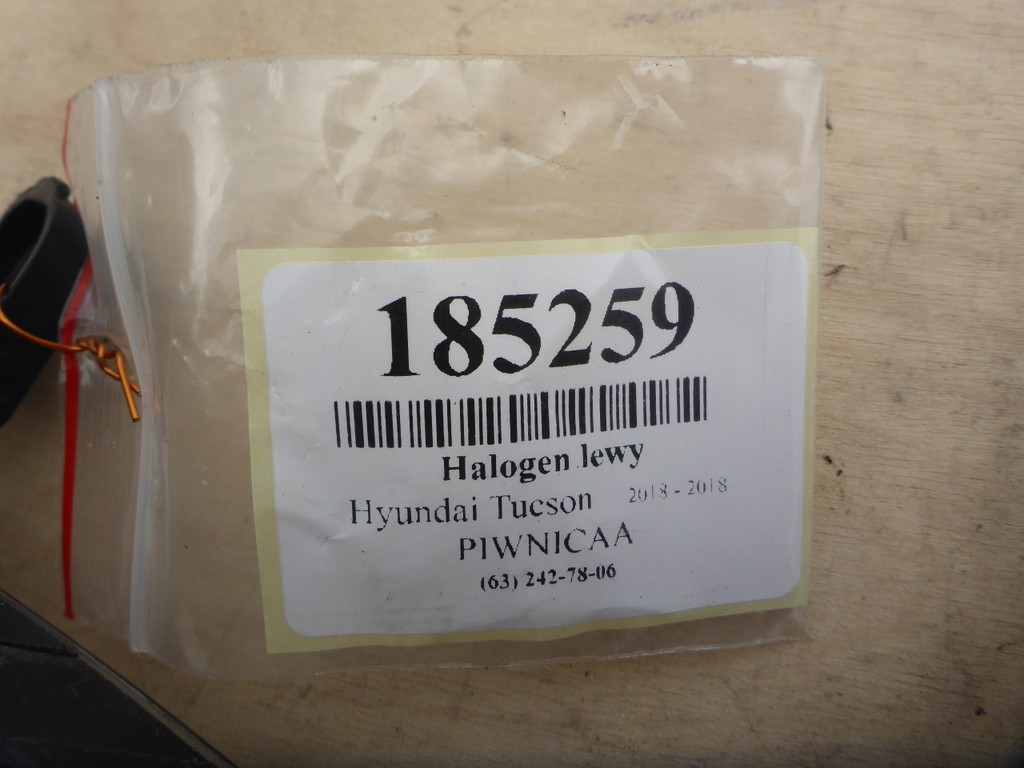 185259
Halogen lewy
Hyundai Tucson 2018 - 2018
PIWNICAA
(63) 242-78-06